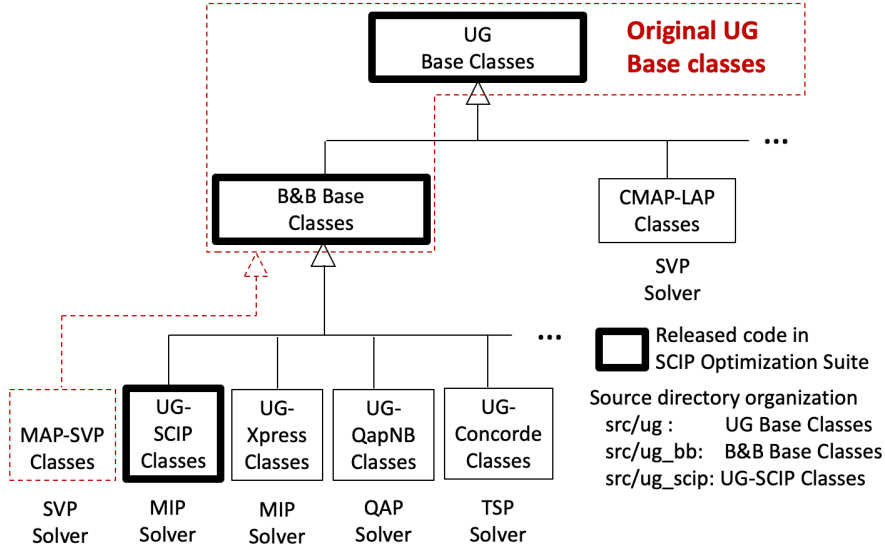 UG
Base Classes
Original UG
Base classes
...
B&B Base
Classes
CMAP-LAP
Classes
SVP
Solver
...
Released code in
SCIP Optimization Suite
MAP-SVP
Classes
UG-
SCIP
Classes
UG-
Xpress
Classes
UG-
QapNB
Classes
UG-
Concorde
Classes
SVP
Solver
MIP
Solver
MIP
Solver
QAP
Solver
TSP
Solver
Source directory organization
src/ug : UG Base Classes
src/ug_bb: B&B Base Classes
src/ug_scip: UG-SCIP Classes